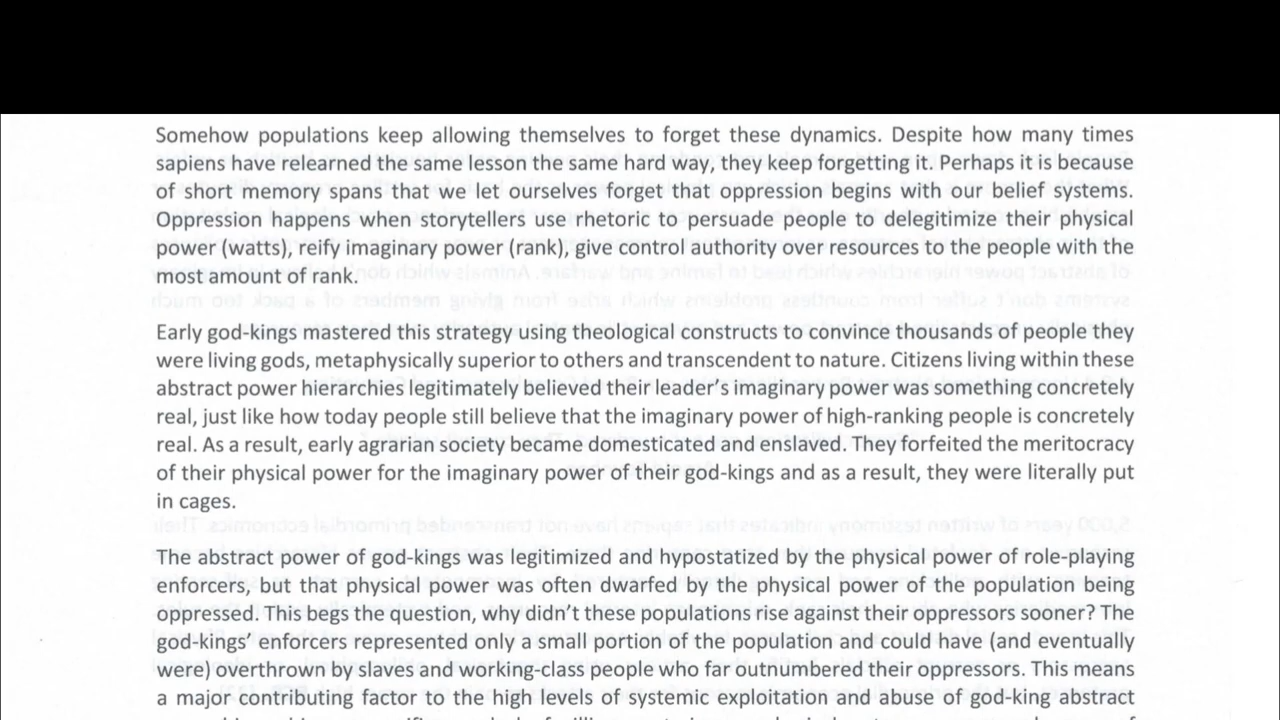 Somehow populations keep allowing themselves to forget these dynamics. Despite how many times
sapiens have relearned the same lesson the same hard way, they keep forgetting it. Perhaps it is because
of short memory spans that we let ourselves forget that oppression begins with our belief systems.
Oppression happens when storytellers use rhetoric to persuade people to delegitimize their physical
power (watts), reify imaginary power (rank), give control authority over resources to the people with the
most amount of rank.
Early god-kings mastered this strategy using theological constructs to convince thousands of people they
were living gods, metaphysically superior to others and transcendent to nature. Citizens living within these
abstract power hierarchies legitimately believed their leader's imaginary power was something concretely
real, just like how today people still believe that the imaginary power of high-ranking people is concretely
real. As a result, early agrarian society became domesticated and enslaved. They forfeited the meritocracy
of their physical power for the imaginary power of their god-kings and as a result, they were literally put
in cages.
The abstract power of god-kings was legitimized and hypostatized by the physical power of role-playing
enforcers, but that physical power was often dwarfed by the physical power of the population being
oppressed. This begs the question, why didn't these populations rise against their oppressors sooner? The
god-kings' enforcers represented only a small portion of the population and could have (and eventually
were) overthrown by slaves and working-class people who far outnumbered their oppressors. This means
a major contributing factor to the high level of systemic exploitation and abuse of god-king abstract